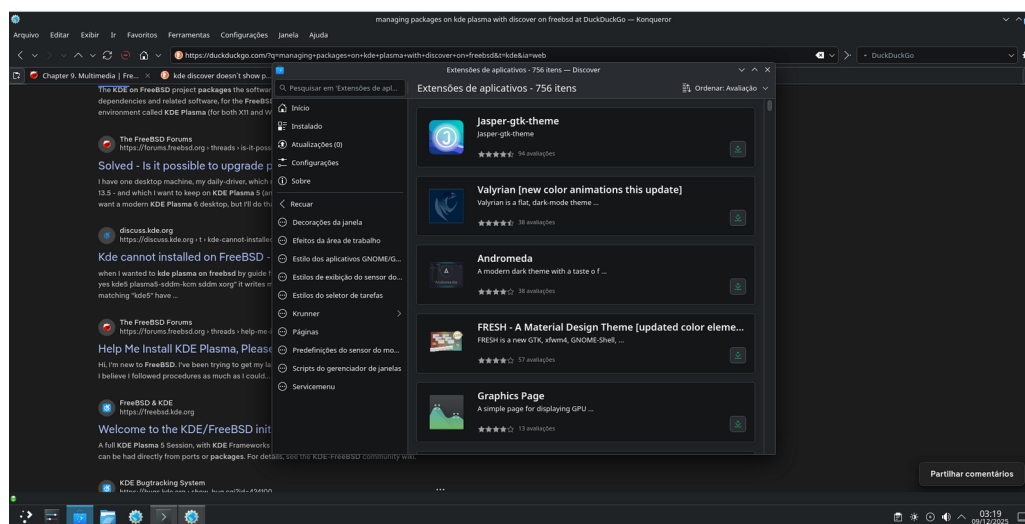 managing packages on kde plasma with discover on freebsd at DuckDuckGo — Konqueror
Arquivo Editar Exibir Ir Favoritos Ferramentas Configurações Janela Ajuda
https://duckduckgo.com/?q=managing+packages+on+kde+plasma+with+discover+on+freebsd&t=kde&ia=web
DuckDuckGo
Chapter 9. Multimedia | Fre...
kde discover doesn't show p...
The KDE on FreeBSD project packages the softwar
dependencies and related software, for the FreeBS
environment called KDE Plasma (for both X11 and W
The FreeBSD Forums
https://forums.freebsd.org › threads › is-it-poss
Solved - Is it possible to upgrade p
I have one desktop machine, my daily-driver, which
13.5 - and which I want to keep on KDE Plasma 5 (an
want a modern KDE Plasma 6 desktop, but I'll do tha
discuss.kde.org
https://discuss.kde.org › t › kde-cannot-installe
Kde cannot installed on FreeBSD -
when I wanted to kde plasma on freebsd by guide f
yes kde5 plasma5-sddm-kcm sddm xorg" it writes m
matching "kde5" have ...
The FreeBSD Forums
https://forums.freebsd.org › threads › help-me-i
Help Me Install KDE Plasma, Please
Hi, I'm new to FreeBSD. I've been trying to get my la
I believe I followed procedures as much as I could...
FreeBSD & KDE
https://freebsd.kde.org
Welcome to the KDE/FreeBSD init
A full KDE Plasma 5 Session, with KDE Frameworks
can be had directly from ports or packages. For details, see the KDE-FreeBSD community wiki.
KDE Bugtracking System
https://bugs.kde.org › show_bug.cgi?id=424100
Extensões de aplicativos - 756 itens — Discover
Pesquisar em 'Extensões de apl...
Início
Instalado
Atualizações (0)
Configurações
Sobre
Recuar
Decorações da janela
Efeitos da área de trabalho
Estilo dos aplicativos GNOME/G...
Estilos de exibição do sensor do...
Estilos do seletor de tarefas
Krunner
Páginas
Predefinições do sensor do mo...
Scripts do gerenciador de janelas
Servicemenu
Extensões de aplicativos - 756 itens
Ordenar: Avaliação
Jasper-gtk-theme
Jasper-gtk-theme
94 avaliações
Valyrian [new color animations this update]
Valyrian is a flat, dark-mode theme ...
38 avaliações
Andromeda
A modern dark theme with a taste o f ...
38 avaliações
FRESH - A Material Design Theme [updated color eleme...
FRESH is a new GTK, xfwm4, GNOME-Shell, ...
57 avaliações
Graphics Page
A simple page for displaying GPU ...
13 avaliações
Partilhar comentários
03:19
09/12/2025